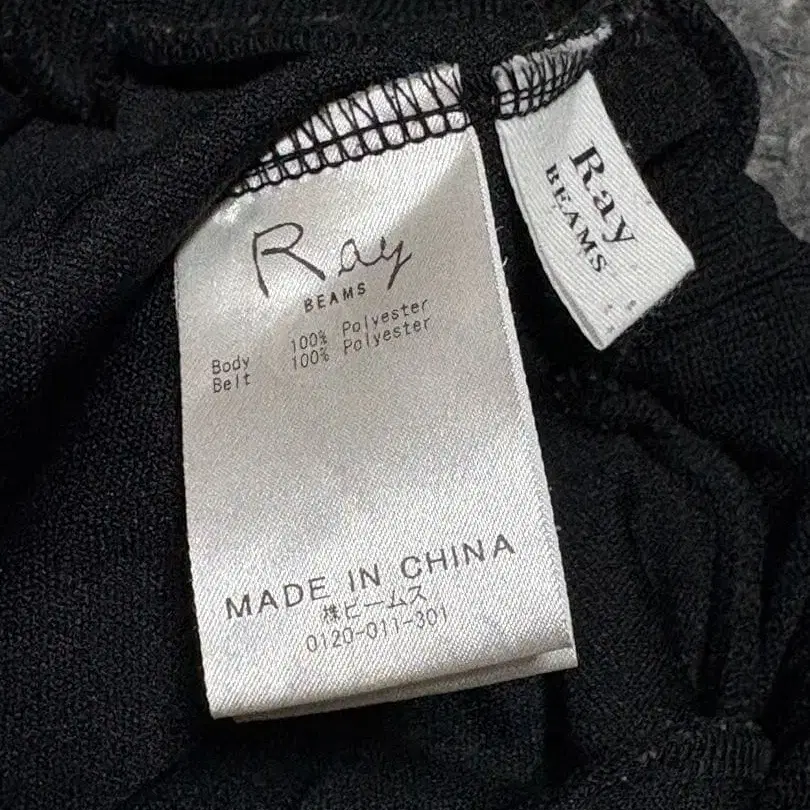 Ray
BEAMS
Body 100% Polyester
Belt 100% Polyester
MADE IN CHINA
㈱ビームス
0120-011-301
Ray
BEAMS